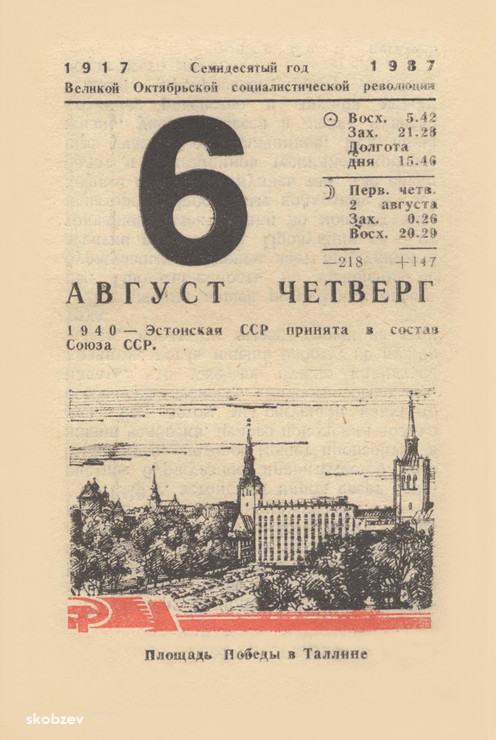 1917 Семидесятый год 1987
Великой Октябрьской социалистической революции
6
Восх. 5.42
Зах. 21.28
Долгота
дня 15.46
Перв. четв.
2 августа
Зах. 0.26
Восх. 20.29
—218 +147
АВГУСТ ЧЕТВЕРГ
1940 — Эстонская ССР принята в состав
Союза ССР.
Площадь Победы в Таллине
skobzev